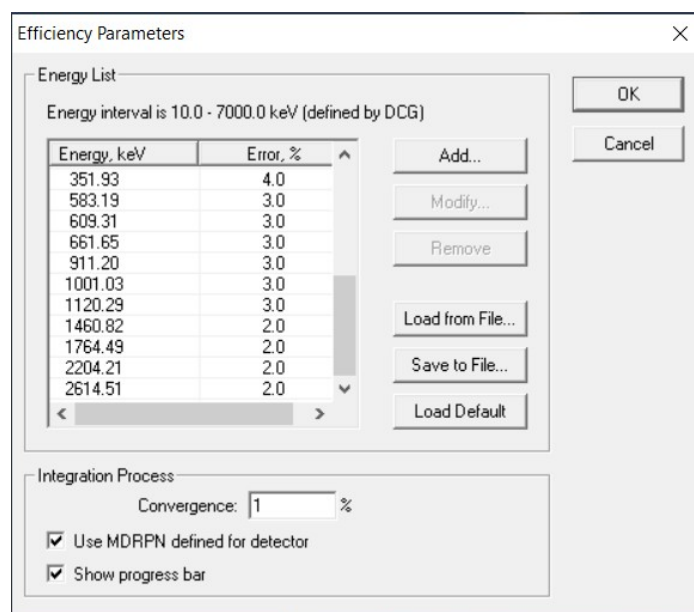 Efficiency Parameters
Energy List
Energy interval is 10.0 - 7000.0 keV (defined by DCG)
Energy, keV Error, %
351.93 4.0
583.19 3.0
609.31 3.0
661.65 3.0
911.20 3.0
1001.03 3.0
1120.29 3.0
1460.82 2.0
1764.49 2.0
2204.21 2.0
2614.51 2.0
Add...
Modify...
Remove
Load from File...
Save to File...
Load Default
OK
Cancel
Integration Process
Convergence: 1 %
Use MDRPN defined for detector
Show progress bar